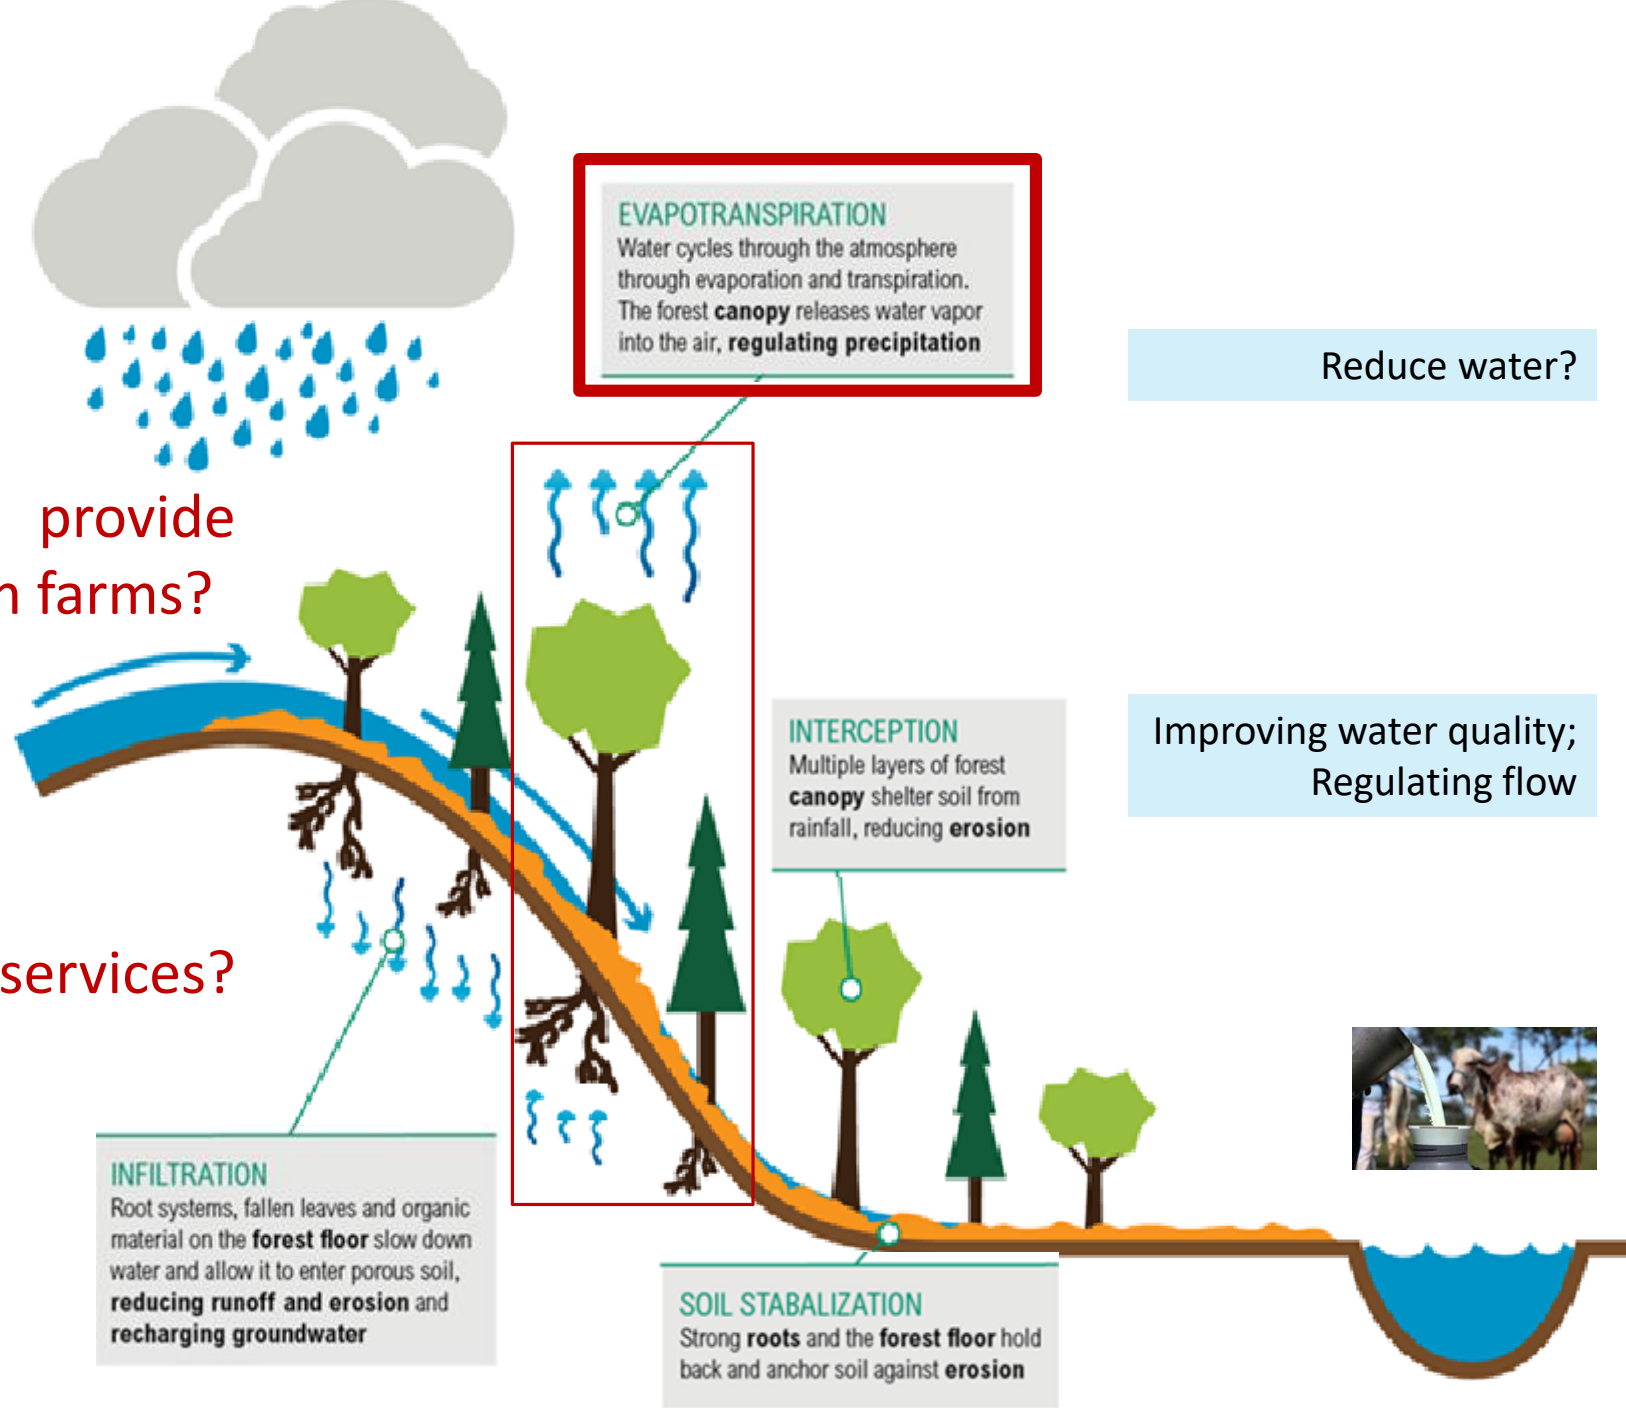 EVAPOTRANSPIRATION
Water cycles through the atmosphere
through evaporation and transpiration.
The forest canopy releases water vapor
into the air, regulating precipitation
Reduce water?
provide
n farms?
INTERCEPTION
Multiple layers of forest
canopy shelter soil from
rainfall, reducing erosion
Improving water quality;
Regulating flow
services?
INFILTRATION
Root systems, fallen leaves and organic
material on the forest floor slow down
water and allow it to enter porous soil,
reducing runoff and erosion and
recharging groundwater
SOIL STABALIZATION
Strong roots and the forest floor hold
back and anchor soil against erosion